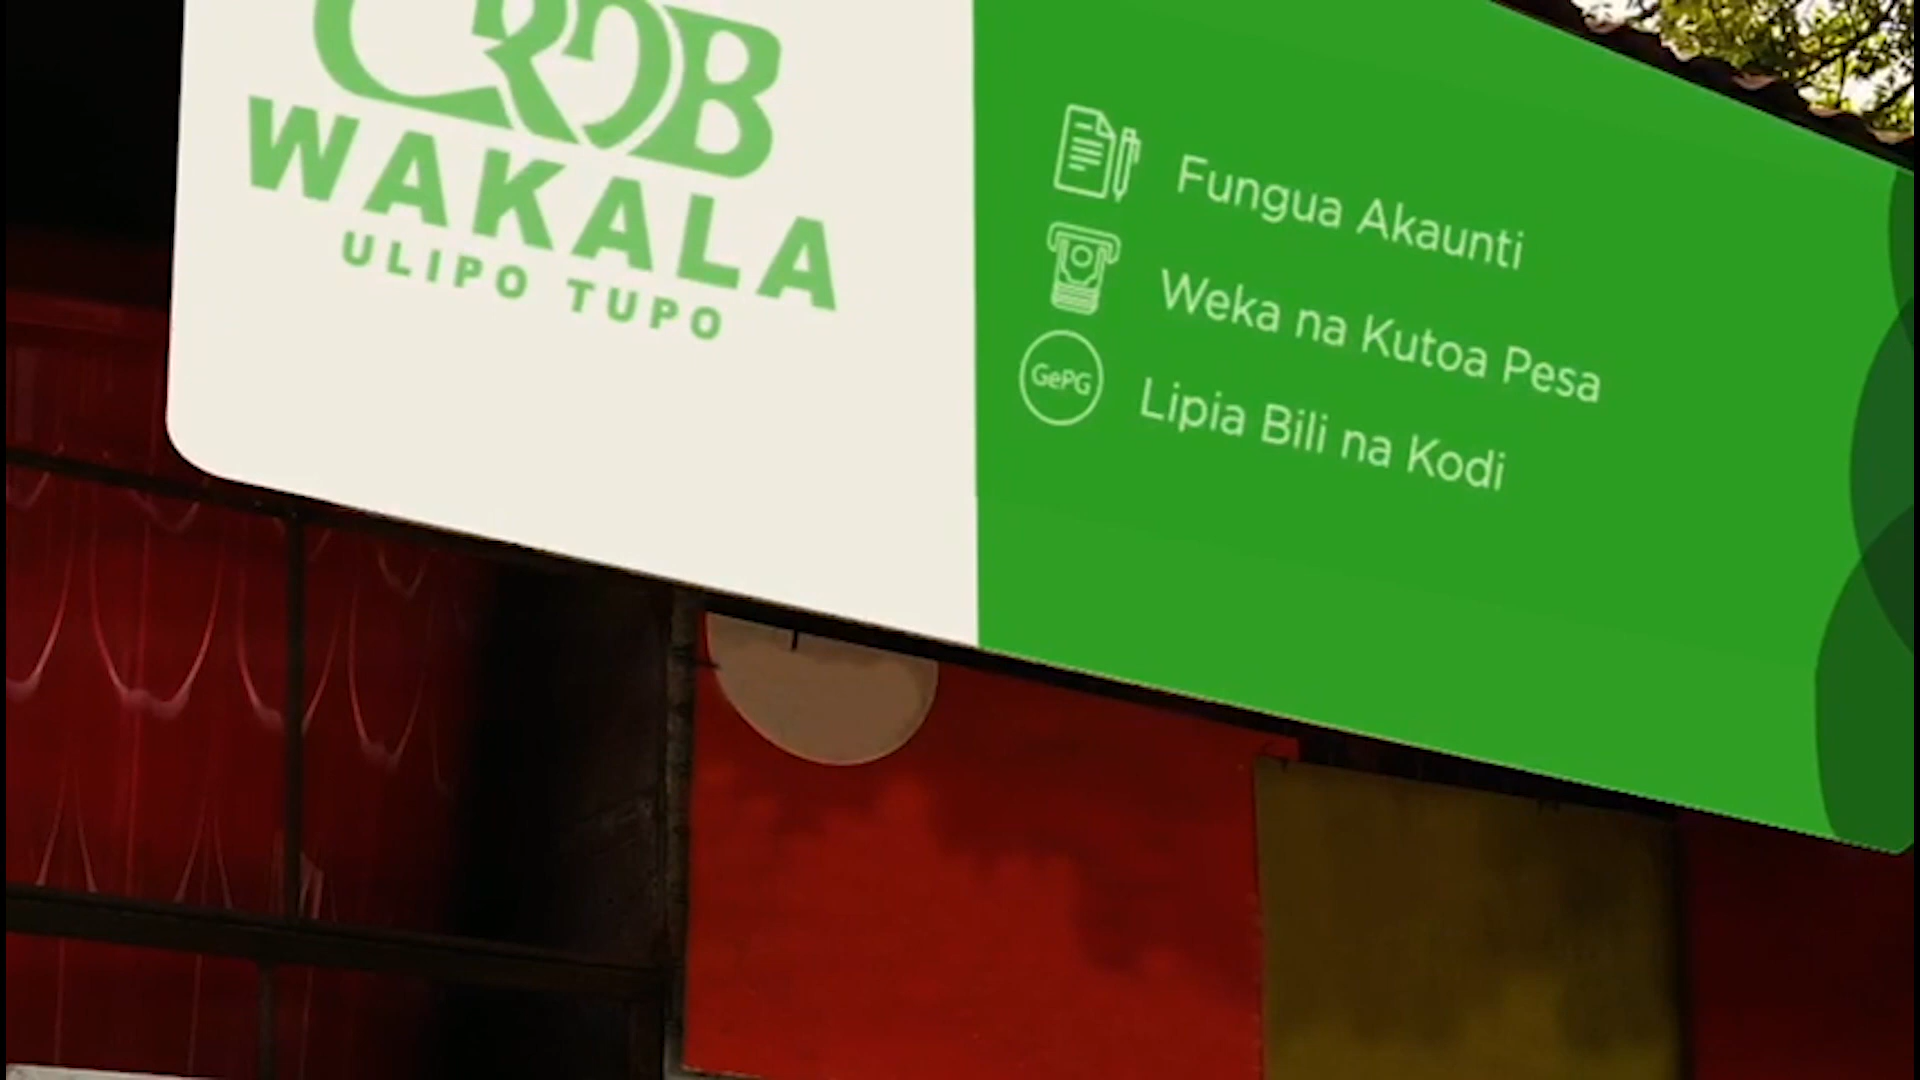 CRDB
WAKALA
ULIPO TUPO
Fungua Akaunti
Weka na Kutoa Pesa
GePG
Lipia Bili na Kodi